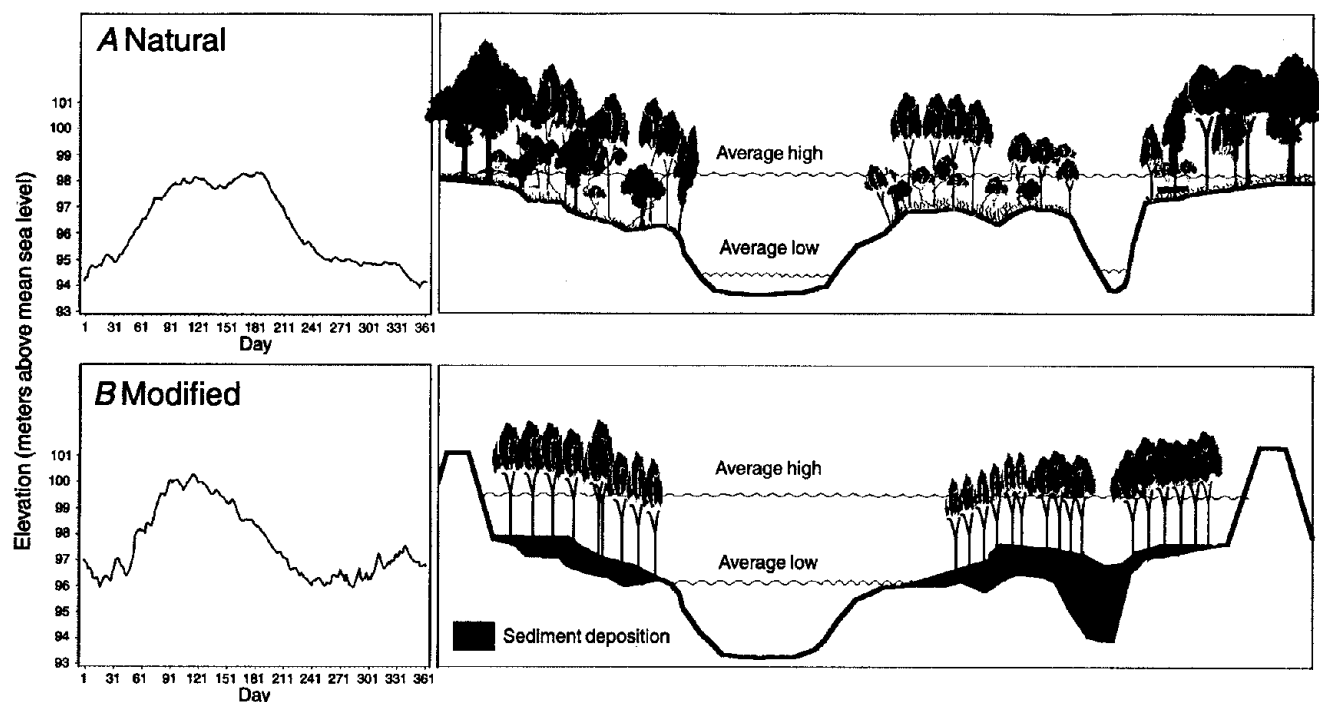 A Natural
Elevation (meters above mean sea level)
101
100
99
98
97
96
95
94
93
1 31 61 91 121 151 181 211 241 271 301 331 361
Day
Average high
Average low
B Modified
101
100
99
98
97
96
95
94
93
1 31 61 91 121 151 181 211 241 271 301 331 361
Day
Average high
Average low
Sediment deposition